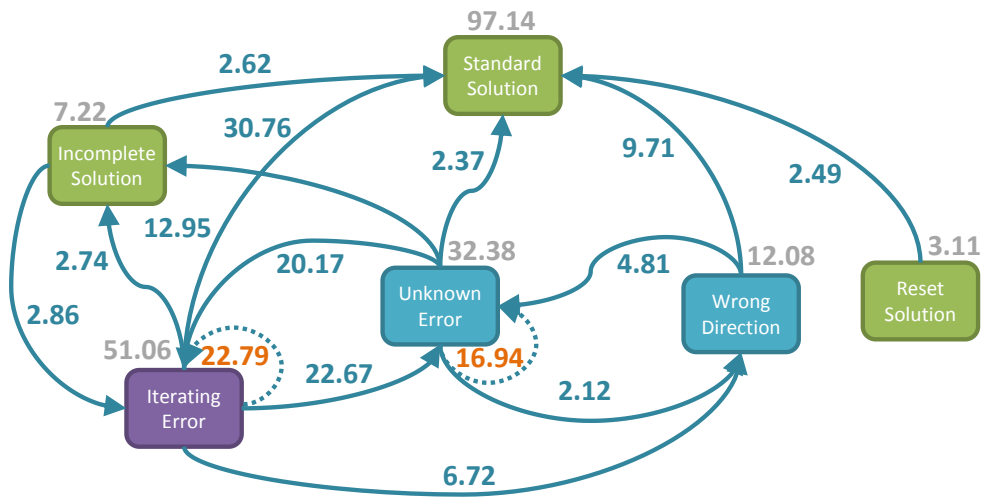 97.14
Standard
Solution
2.62
7.22
Incomplete
Solution
30.76
2.37
9.71
2.49
12.95
2.74
20.17
32.38
4.81
12.08
3.11
Unknown
Error
Wrong
Direction
Reset
Solution
2.86
51.06
22.79
16.94
22.67
2.12
Iterating
Error
6.72